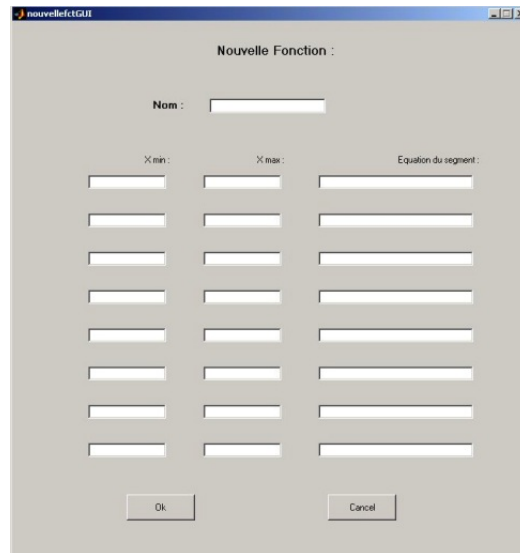 nouvellefctGUI
Nouvelle Fonction :
Nom :
X min : X max : Equation du segment :
Ok Cancel